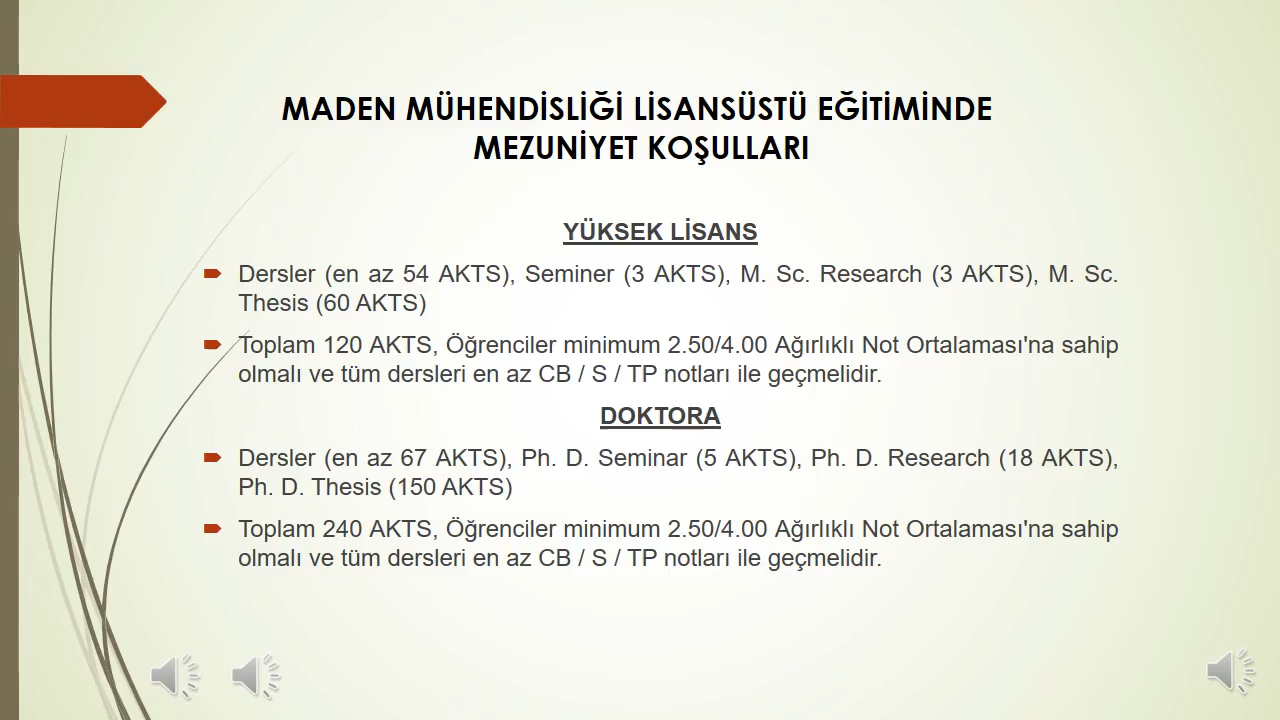 MADEN MÜHENDİSLİĞİ LİSANSÜSTÜ EĞİTİMİNDE
MEZUNİYET KOŞULLARI
YÜKSEK LİSANS
Dersler (en az 54 AKTS), Seminer (3 AKTS), M. Sc. Research (3 AKTS), M. Sc.
Thesis (60 AKTS)
Toplam 120 AKTS, Öğrenciler minimum 2.50/4.00 Ağırlıklı Not Ortalaması'na sahip
olmalı ve tüm dersleri en az CB / S / TP notları ile geçmelidir.
DOKTORA
Dersler (en az 67 AKTS), Ph. D. Seminar (5 AKTS), Ph. D. Research (18 AKTS),
Ph. D. Thesis (150 AKTS)
Toplam 240 AKTS, Öğrenciler minimum 2.50/4.00 Ağırlıklı Not Ortalaması'na sahip
olmalı ve tüm dersleri en az CB / S / TP notları ile geçmelidir.